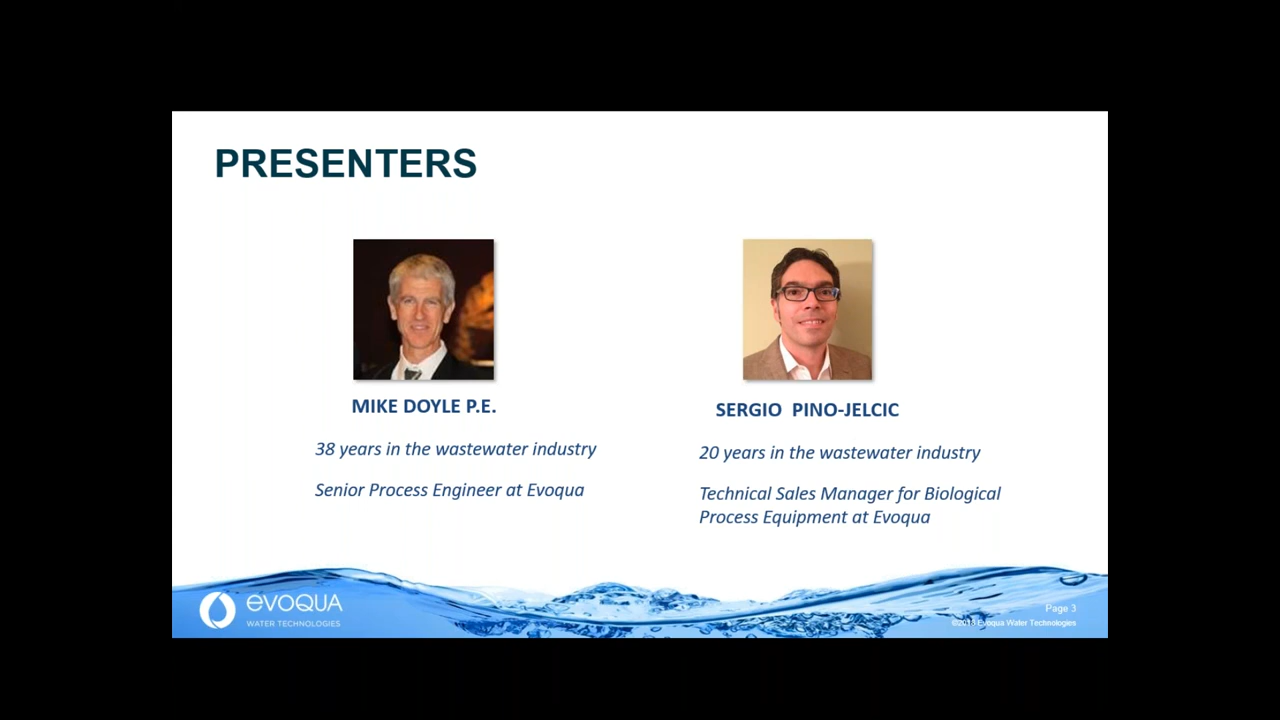 PRESENTERS
MIKE DOYLE P.E.
38 years in the wastewater industry
Senior Process Engineer at Evoqua
SERGIO PINO-JELCIC
20 years in the wastewater industry
Technical Sales Manager for Biological
Process Equipment at Evoqua
evoqua
WATER TECHNOLOGIES
Page 3
©2018 Evoqua Water Technologies